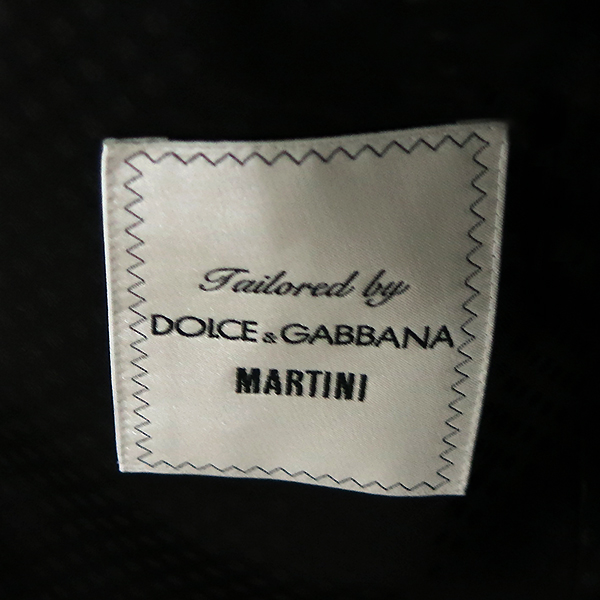 Tailored by
DOLCE & GABBANA
MARTINI